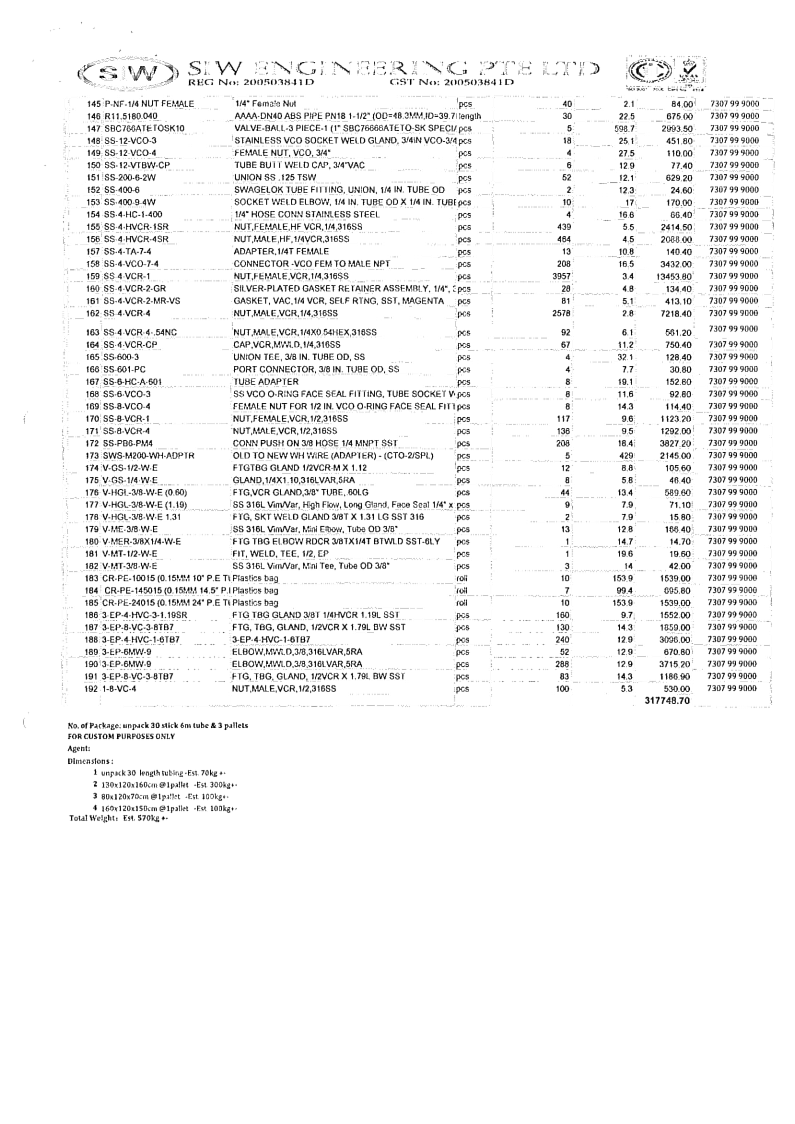 SIW SIW ENGINEERING PTE LTD
REG No: 200503841D GST No: 200503841D
145 P-NF-1/4 NUT FEMALE 1/4" Female Nut pcs 40 2.1 84.00 7307 99 9000
146 R11.5180.040 AAAA-DN40 ABS PIPE PN18 1-1/2" (OD=48.3MM,ID=39.7 length 30 22.5 675.00 7307 99 9000
147 SBC766ATETOSK10 VALVE-BALL-3 PIECE-1 (1" SBC76666ATETO-SK SPECI/ pcs 5 598.7 2993.50 7307 99 9000
148 SS-12-VCO-3 STAINLESS VCO SOCKET WELD GLAND, 3/4IN VCO-3/4 pcs 18 25.1 451.80 7307 99 9000
149 SS-12-VCO-4 FEMALE NUT, VCO, 3/4" pcs 4 27.5 110.00 7307 99 9000
150 SS-12-VTBW-CP TUBE BUTT WELD CAP, 3/4"VAC pcs 6 12.9 77.40 7307 99 9000
151 SS-200-6-2W UNION SS .125 TSW pcs 52 12.1 629.20 7307 99 9000
152 SS-400-6 SWAGELOK TUBE FITTING, UNION, 1/4 IN. TUBE OD pcs 2 12.3 24.60 7307 99 9000
153 SS-400-9-4W SOCKET WELD ELBOW, 1/4 IN. TUBE OD X 1/4 IN. TUBE pcs 10 17 170.00 7307 99 9000
154 SS-4-HC-1-400 1/4" HOSE CONN STAINLESS STEEL pcs 4 16.6 66.40 7307 99 9000
155 SS-4-HVCR-1SR NUT,FEMALE,HF VCR,1/4,316SS pcs 439 5.5 2414.50 7307 99 9000
156 SS-4-HVCR-4SR NUT,MALE,HF,1/4VCR,316SS pcs 464 4.5 2088.00 7307 99 9000
157 SS-4-TA-7-4 ADAPTER,1/4T FEMALE pcs 13 10.8 140.40 7307 99 9000
158 SS-4-VCO-7-4 CONNECTOR -VCO FEM TO MALE NPT pcs 208 16.5 3432.00 7307 99 9000
159 SS-4-VCR-1 NUT,FEMALE,VCR,1/4,316SS pcs 3957 3.4 13453.80 7307 99 9000
160 SS-4-VCR-2-GR SILVER-PLATED GASKET RETAINER ASSEMBLY, 1/4", pcs 28 4.8 134.40 7307 99 9000
161 SS-4-VCR-2-MR-VS GASKET, VAC,1/4 VCR, SELF RTNG, SST, MAGENTA pcs 81 5.1 413.10 7307 99 9000
162 SS-4-VCR-4 NUT,MALE,VCR,1/4,316SS pcs 2578 2.8 7218.40 7307 99 9000
163 SS-4-VCR-4-.54NC NUT,MALE,VCR,1/4X0.54HEX,316SS pcs 92 6.1 561.20 7307 99 9000
164 SS-4-VCR-CP CAP,VCR,MWLD,1/4,316SS pcs 67 11.2 750.40 7307 99 9000
165 SS-600-3 UNION TEE, 3/8 IN. TUBE OD, SS pcs 4 32.1 128.40 7307 99 9000
166 SS-601-PC PORT CONNECTOR, 3/8 IN. TUBE OD, SS pcs 4 7.7 30.80 7307 99 9000
167 SS-6-HC-A-601 TUBE ADAPTER pcs 8 19.1 152.80 7307 99 9000
168 SS-6-VCO-3 SS VCO O-RING FACE SEAL FITTING, TUBE SOCKET W pcs 8 11.6 92.80 7307 99 9000
169 SS-8-VCO-4 FEMALE NUT FOR 1/2 IN. VCO O-RING FACE SEAL FITT pcs 8 14.3 114.40 7307 99 9000
170 SS-8-VCR-1 NUT,FEMALE,VCR,1/2,316SS pcs 117 9.6 1123.20 7307 99 9000
171 SS-8-VCR-4 NUT,MALE,VCR,1/2,316SS pcs 136 9.5 1292.00 7307 99 9000
172 SS-PB6-PM4 CONN PUSH ON 3/8 HOSE 1/4 MNPT SST pcs 208 18.4 3827.20 7307 99 9000
173 SWS-M200-WH-ADPTR OLD TO NEW WH WIRE (ADAPTER) - (CTO-2/SPL) pcs 5 429 2145.00 7307 99 9000
174 V-GS-1/2-W-E FTGTBG GLAND 1/2VCR-M X 1.12 pcs 12 8.8 105.60 7307 99 9000
175 V-GS-1/4-W-E GLAND,1/4X1.10,316LVAR,5RA pcs 8 5.8 46.40 7307 99 9000
176 V-HGL-3/8-W-E (0.60) FTG,VCR GLAND,3/8" TUBE,.60LG pcs 44 13.4 589.60 7307 99 9000
177 V-HGL-3/8-W-E (1.19) SS 316L Vim/Var, High Flow, Long Gland, Face Seal 1/4" x pcs 9 7.9 71.10 7307 99 9000
178 V-HGL-3/8-W-E 1.31 FTG, SKT WELD GLAND 3/8T X 1.31 LG SST 316 pcs 2 7.9 15.80 7307 99 9000
179 V-ME-3/8-W-E SS 316L Vim/Var, Mini Elbow, Tube OD 3/8" pcs 13 12.8 166.40 7307 99 9000
180 V-MER-3/8X1/4-W-E FTG TBG ELBOW RDCR 3/8TX1/4T BTWLD SST-6LY pcs 1 14.7 14.70 7307 99 9000
181 V-MT-1/2-W-E FIT, WELD, TEE, 1/2, EP pcs 1 19.6 19.60 7307 99 9000
182 V-MT-3/8-W-E SS 316L Vim/Var, Mini Tee, Tube OD 3/8" pcs 3 14 42.00 7307 99 9000
183 CR-PE-10015 (0.15MM 10" P.E Tu Plastics bag roll 10 153.9 1539.00 7307 99 9000
184 CR-PE-145015 (0.15MM 14.5" P.I Plastics bag roll 7 99.4 695.80 7307 99 9000
185 CR-PE-24015 (0.15MM 24" P.E Tu Plastics bag roll 10 153.9 1539.00 7307 99 9000
186 3-EP-4-HVC-3-1.19SR FTG TBG GLAND 3/8T 1/4HVCR 1.19L SST pcs 160 9.7 1552.00 7307 99 9000
187 3-EP-8-VC-3-8TB7 FTG, TBG, GLAND, 1/2VCR X 1.79L BW SST pcs 130 14.3 1859.00 7307 99 9000
188 3-EP-4-HVC-1-6TB7 3-EP-4-HVC-1-6TB7 pcs 240 12.9 3096.00 7307 99 9000
189 3-EP-6MW-9 ELBOW,MWLD,3/8,316LVAR,5RA pcs 52 12.9 670.80 7307 99 9000
190 3-EP-6MW-9 ELBOW,MWLD,3/8,316LVAR,5RA pcs 288 12.9 3715.20 7307 99 9000
191 3-EP-8-VC-3-8TB7 FTG, TBG, GLAND, 1/2VCR X 1.79L BW SST pcs 83 14.3 1186.90 7307 99 9000
192 1-8-VC-4 NUT,MALE,VCR,1/2,316SS pcs 100 5.3 530.00 7307 99 9000
317748.70
No. of Package: unpack 30 stick 6m tube & 3 pallets
FOR CUSTOM PURPOSES ONLY
Agent:
Dimensions :
1 unpack 30 length tubing -Est. 70kg +-
2 130x120x160cm @1pallet -Est 300kg+-
3 80x120x70cm @1pallet -Est. 100kg+-
4 160x120x150cm @1pallet -Est 100kg+-
Total Weight: Est. 570kg +-